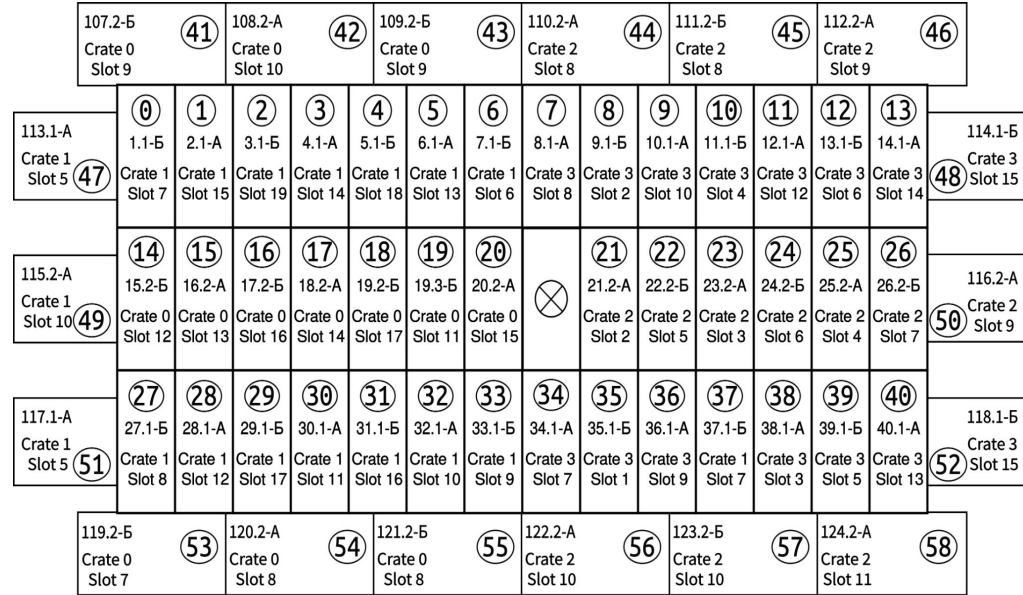 107.2-Б 41 108.2-А 42 109.2-Б 43 110.2-А 44 111.2-Б 45 112.2-А 46
Crate 0 Crate 0 Crate 0 Crate 2 Crate 2 Crate 2
Slot 9 Slot 10 Slot 9 Slot 8 Slot 8 Slot 9
0 1 2 3 4 5 6 7 8 9 10 11 12 13
1.1-Б 2.1-А 3.1-Б 4.1-А 5.1-Б 6.1-А 7.1-Б 8.1-А 9.1-Б 10.1-А 11.1-Б 12.1-А 13.1-Б 14.1-А
Crate 1 Crate 1 Crate 1 Crate 1 Crate 1 Crate 1 Crate 1 Crate 3 Crate 3 Crate 3 Crate 3 Crate 3 Crate 3 Crate 3
Slot 7 Slot 15 Slot 19 Slot 14 Slot 18 Slot 13 Slot 6 Slot 8 Slot 2 Slot 10 Slot 4 Slot 12 Slot 6 Slot 14
113.1-А
Crate 1
Slot 5 47
114.1-Б
Crate 3
48 Slot 15
14 15 16 17 18 19 20 21 22 23 24 25 26
15.2-Б 16.2-А 17.2-Б 18.2-А 19.2-Б 19.3-Б 20.2-А 21.2-А 22.2-Б 23.2-А 24.2-Б 25.2-А 26.2-Б
Crate 0 Crate 0 Crate 0 Crate 0 Crate 0 Crate 0 Crate 0 Crate 2 Crate 2 Crate 2 Crate 2 Crate 2 Crate 2
Slot 12 Slot 13 Slot 16 Slot 14 Slot 17 Slot 11 Slot 15 Slot 2 Slot 5 Slot 3 Slot 6 Slot 4 Slot 7
115.2-А
Crate 1
Slot 10 49
116.2-А
Crate 2
50 Slot 9
27 28 29 30 31 32 33 34 35 36 37 38 39 40
27.1-Б 28.1-А 29.1-Б 30.1-А 31.1-Б 32.1-А 33.1-Б 34.1-А 35.1-Б 36.1-А 37.1-Б 38.1-А 39.1-Б 40.1-А
Crate 1 Crate 1 Crate 1 Crate 1 Crate 1 Crate 1 Crate 1 Crate 3 Crate 3 Crate 3 Crate 1 Crate 3 Crate 3 Crate 3
Slot 8 Slot 12 Slot 17 Slot 11 Slot 16 Slot 10 Slot 9 Slot 7 Slot 1 Slot 9 Slot 7 Slot 3 Slot 5 Slot 13
117.1-А
Crate 1
Slot 5 51
118.1-Б
Crate 3
52 Slot 15
119.2-Б 53 120.2-А 54 121.2-Б 55 122.2-А 56 123.2-Б 57 124.2-А 58
Crate 0 Crate 0 Crate 0 Crate 2 Crate 2 Crate 2
Slot 7 Slot 8 Slot 8 Slot 10 Slot 10 Slot 11